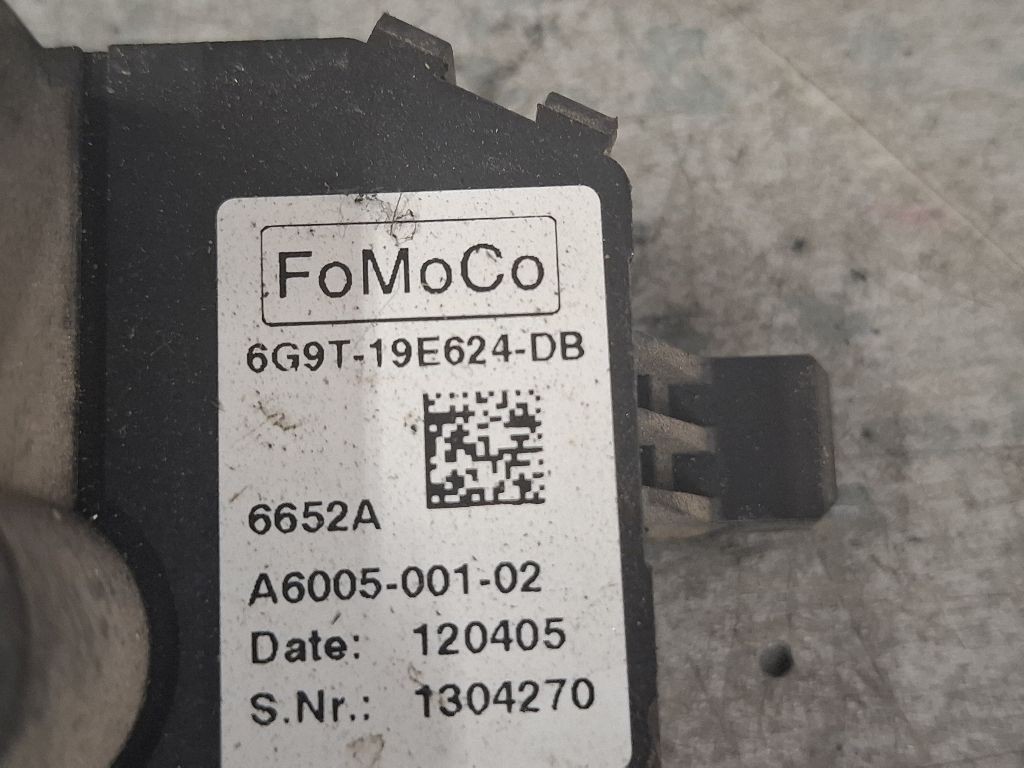 FoMoCo
6G9T-19E624-DB
6652A
A6005-001-02
Date: 120405
S.Nr.: 1304270